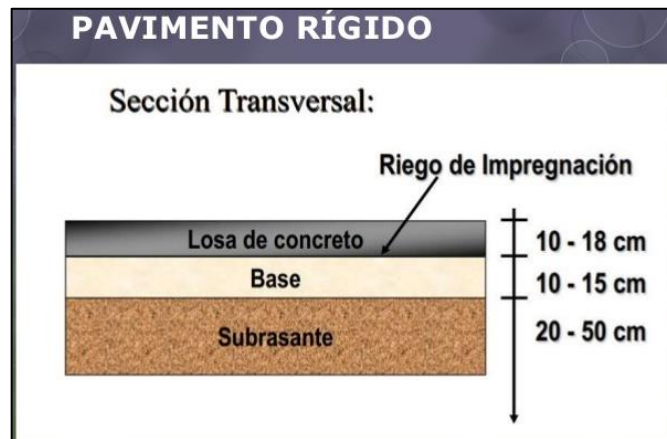 PAVIMENTO RÍGIDO
Sección Transversal:
Riego de Impregnación
Losa de concreto
10 - 18 cm
Base
10 - 15 cm
Subrasante
20 - 50 cm